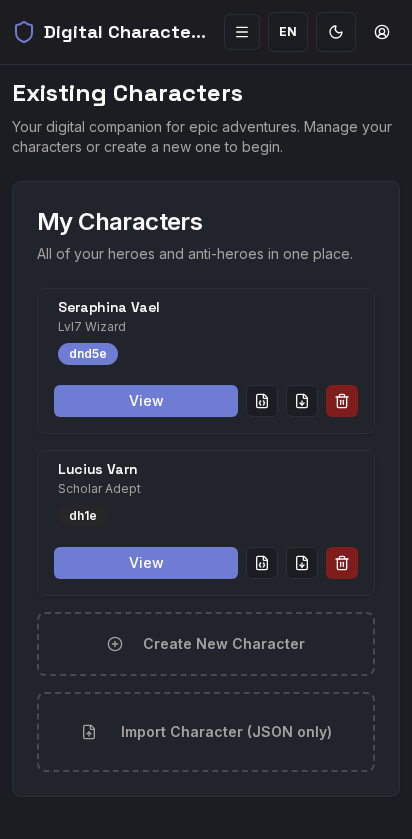 Digital Characte...
EN
Existing Characters
Your digital companion for epic adventures. Manage your
characters or create a new one to begin.
My Characters
All of your heroes and anti-heroes in one place.
Seraphina Vael
Lvl7 Wizard
dnd5e
View
Lucius Varn
Scholar Adept
dh1e
View
Create New Character
Import Character (JSON only)